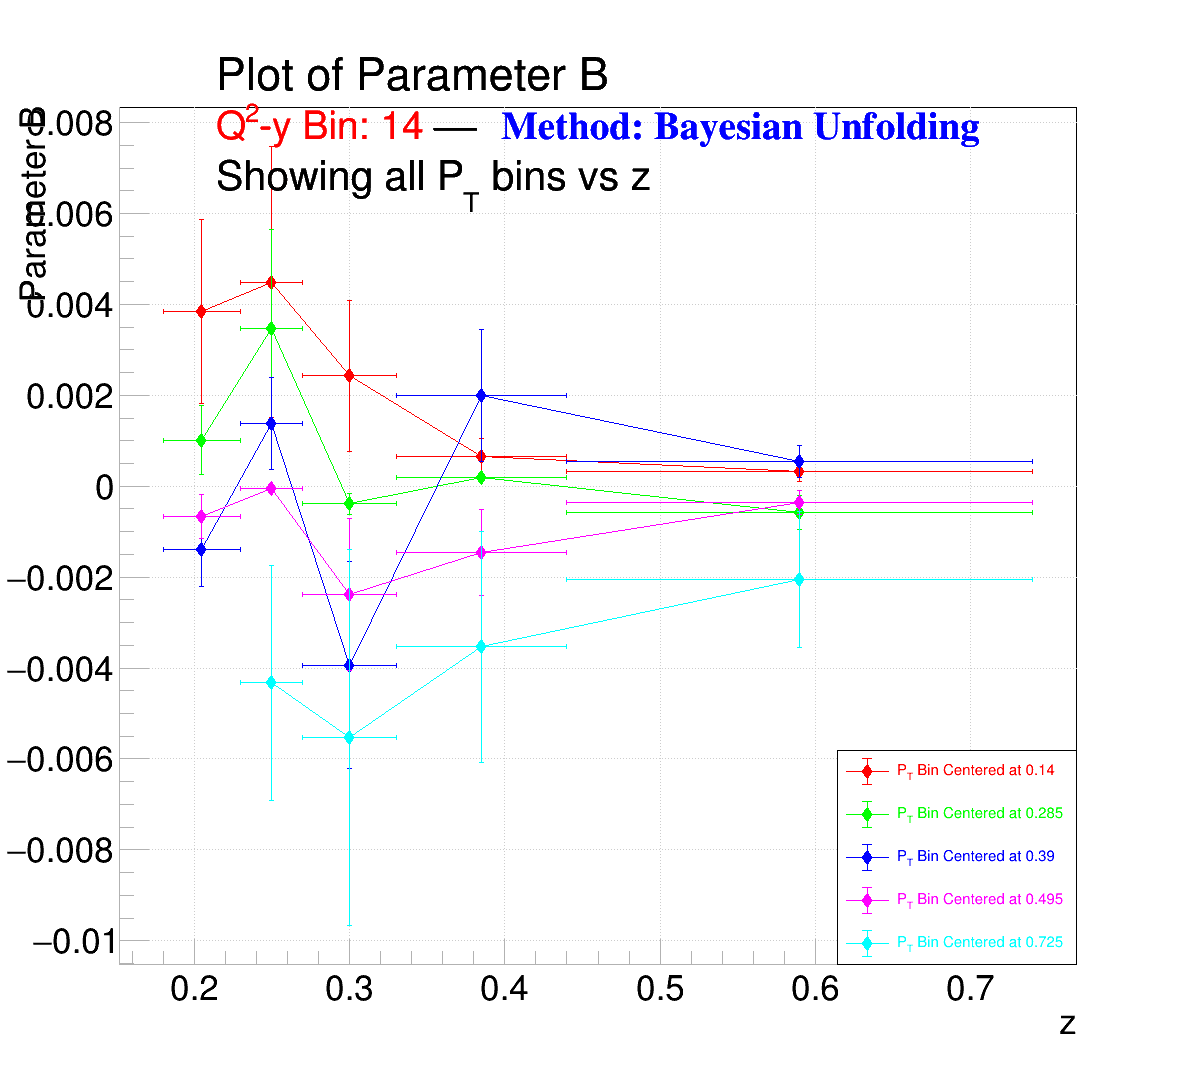 Plot of Parameter B
Q²-y Bin: 14 — Method: Bayesian Unfolding
Showing all P_T bins vs z
Parameter B
0.008
0.006
0.004
0.002
0
−0.002
−0.004
−0.006
−0.008
−0.01
0.2 0.3 0.4 0.5 0.6 0.7
z
P_T Bin Centered at 0.14
P_T Bin Centered at 0.285
P_T Bin Centered at 0.39
P_T Bin Centered at 0.495
P_T Bin Centered at 0.725